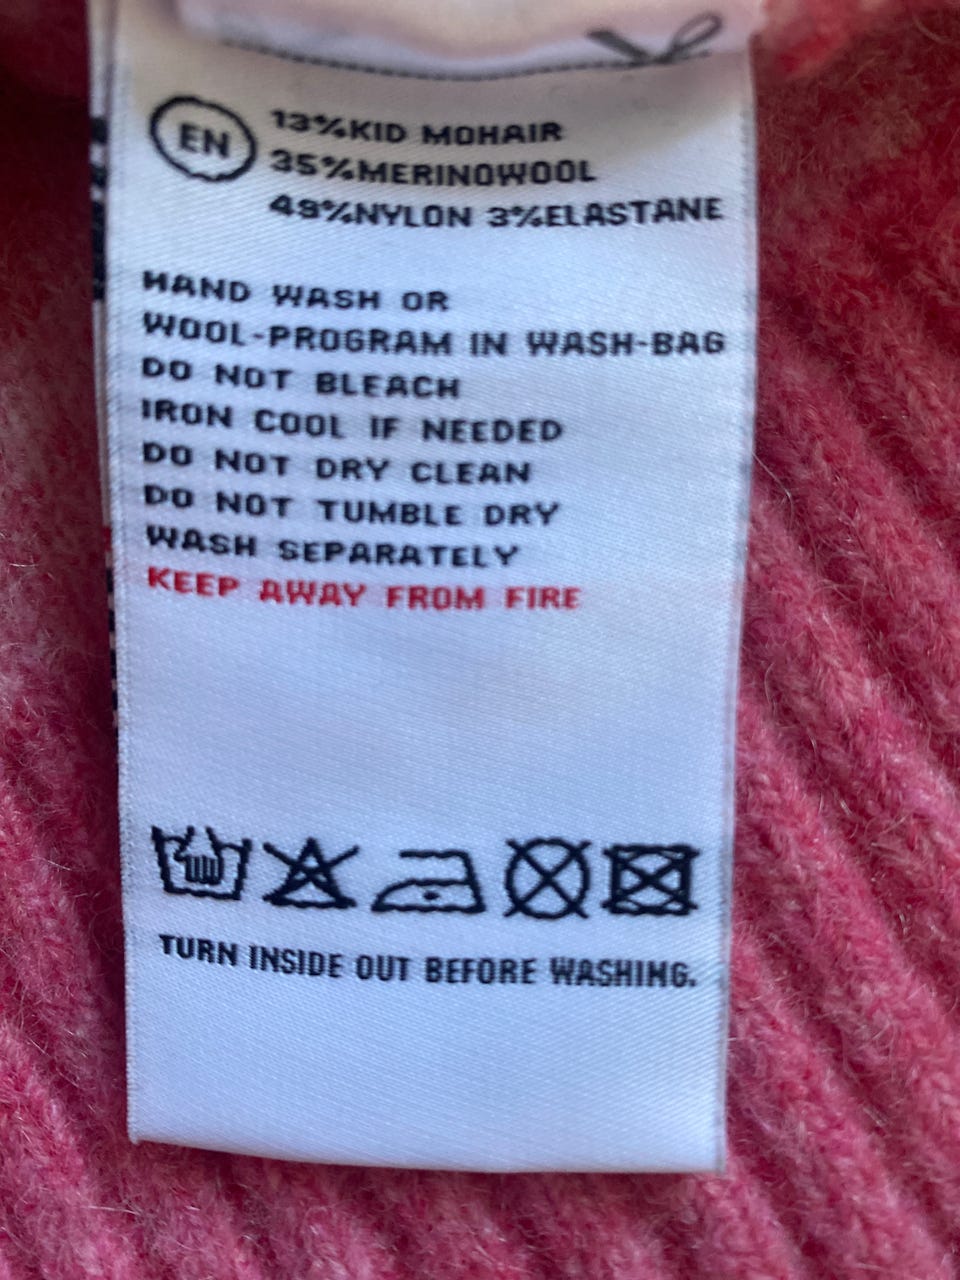 EN
13%KID MOHAIR
35%MERINOWOOL
49%NYLON 3%ELASTANE
HAND WASH OR
WOOL-PROGRAM IN WASH-BAG
DO NOT BLEACH
IRON COOL IF NEEDED
DO NOT DRY CLEAN
DO NOT TUMBLE DRY
WASH SEPARATELY
KEEP AWAY FROM FIRE
TURN INSIDE OUT BEFORE WASHING.